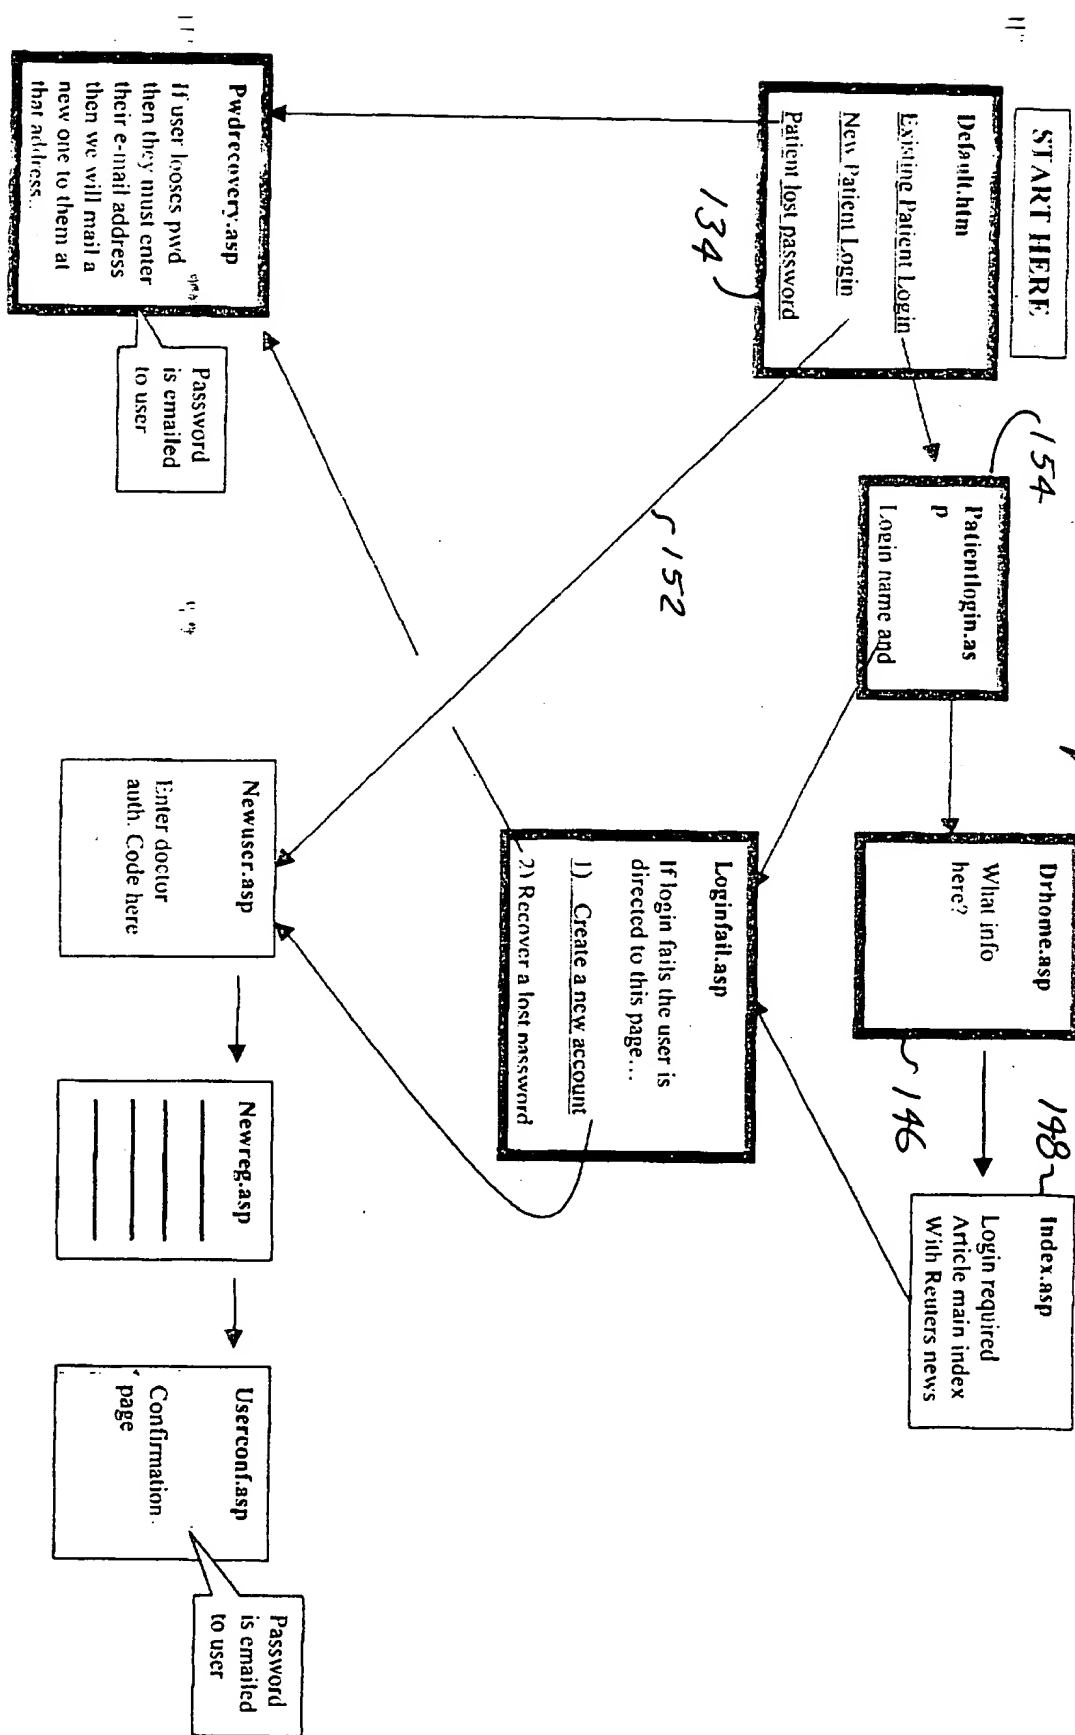 START HERE
Default.htm
Existing Patient Login
New Patient Login
Patient lost password
134
154
Patientlogin.as
p
Login name and
152
Drhome.asp
What info
here?
146
148
Index.asp
Login required
Article main index
With Reuters news
Loginfail.asp
If login fails the user is
directed to this page...
1) Create a new account
2) Recover a lost password
Pwdrecovery.asp
If user looses pwd
then they must enter
their e-mail address
then we will mail a
new one to them at
that address..
Password
is emailed
to user
Newuser.asp
Enter doctor
auth. Code here
Newreg.asp
Userconf.asp
Confirmation
page
Password
is emailed
to user